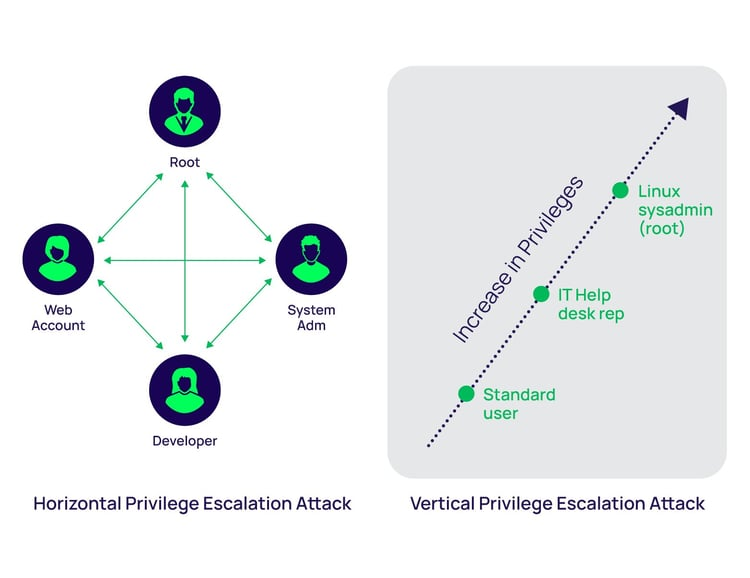 Root
Web
Account
System
Adm
Developer
Horizontal Privilege Escalation Attack
Increase in Privileges
Linux
sysadmin
(root)
IT Help
desk rep
Standard
user
Vertical Privilege Escalation Attack